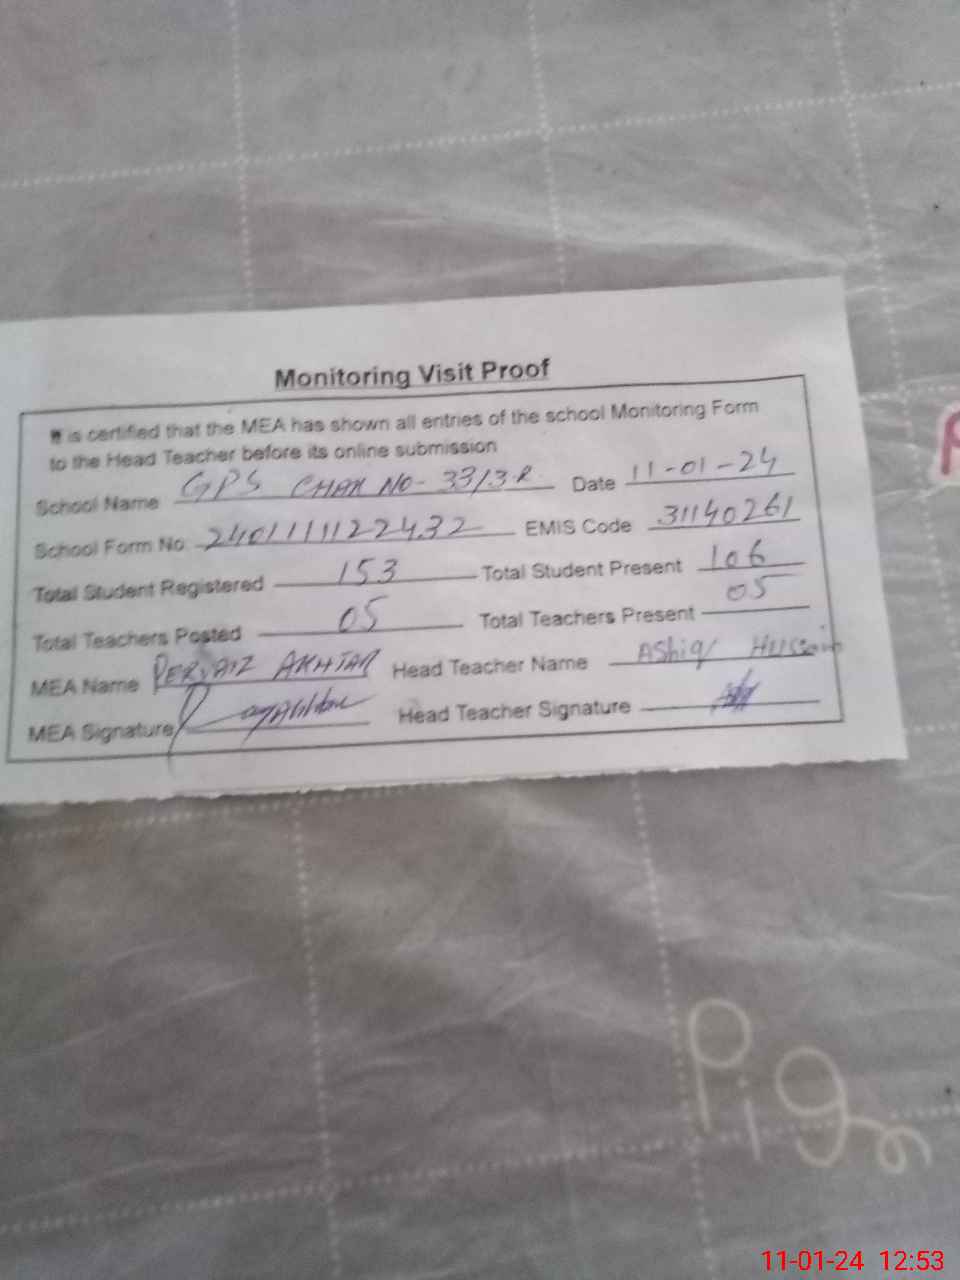 Monitoring Visit Proof
It is certified that the MEA has shown all entries of the school Monitoring Form
to the Head Teacher before its online submission
School Name GPS CHAK NO- 33/3-R Date 11-01-24
School Form No. 24011111122432 EMIS Code 31140261
Total Student Registered 153 Total Student Present 106
Total Teachers Posted 05 Total Teachers Present 05
MEA Name PERVAIZ AKHTAR Head Teacher Name AShiq Hussain
MEA Signature Head Teacher Signature
Pig
11-01-24 12:53